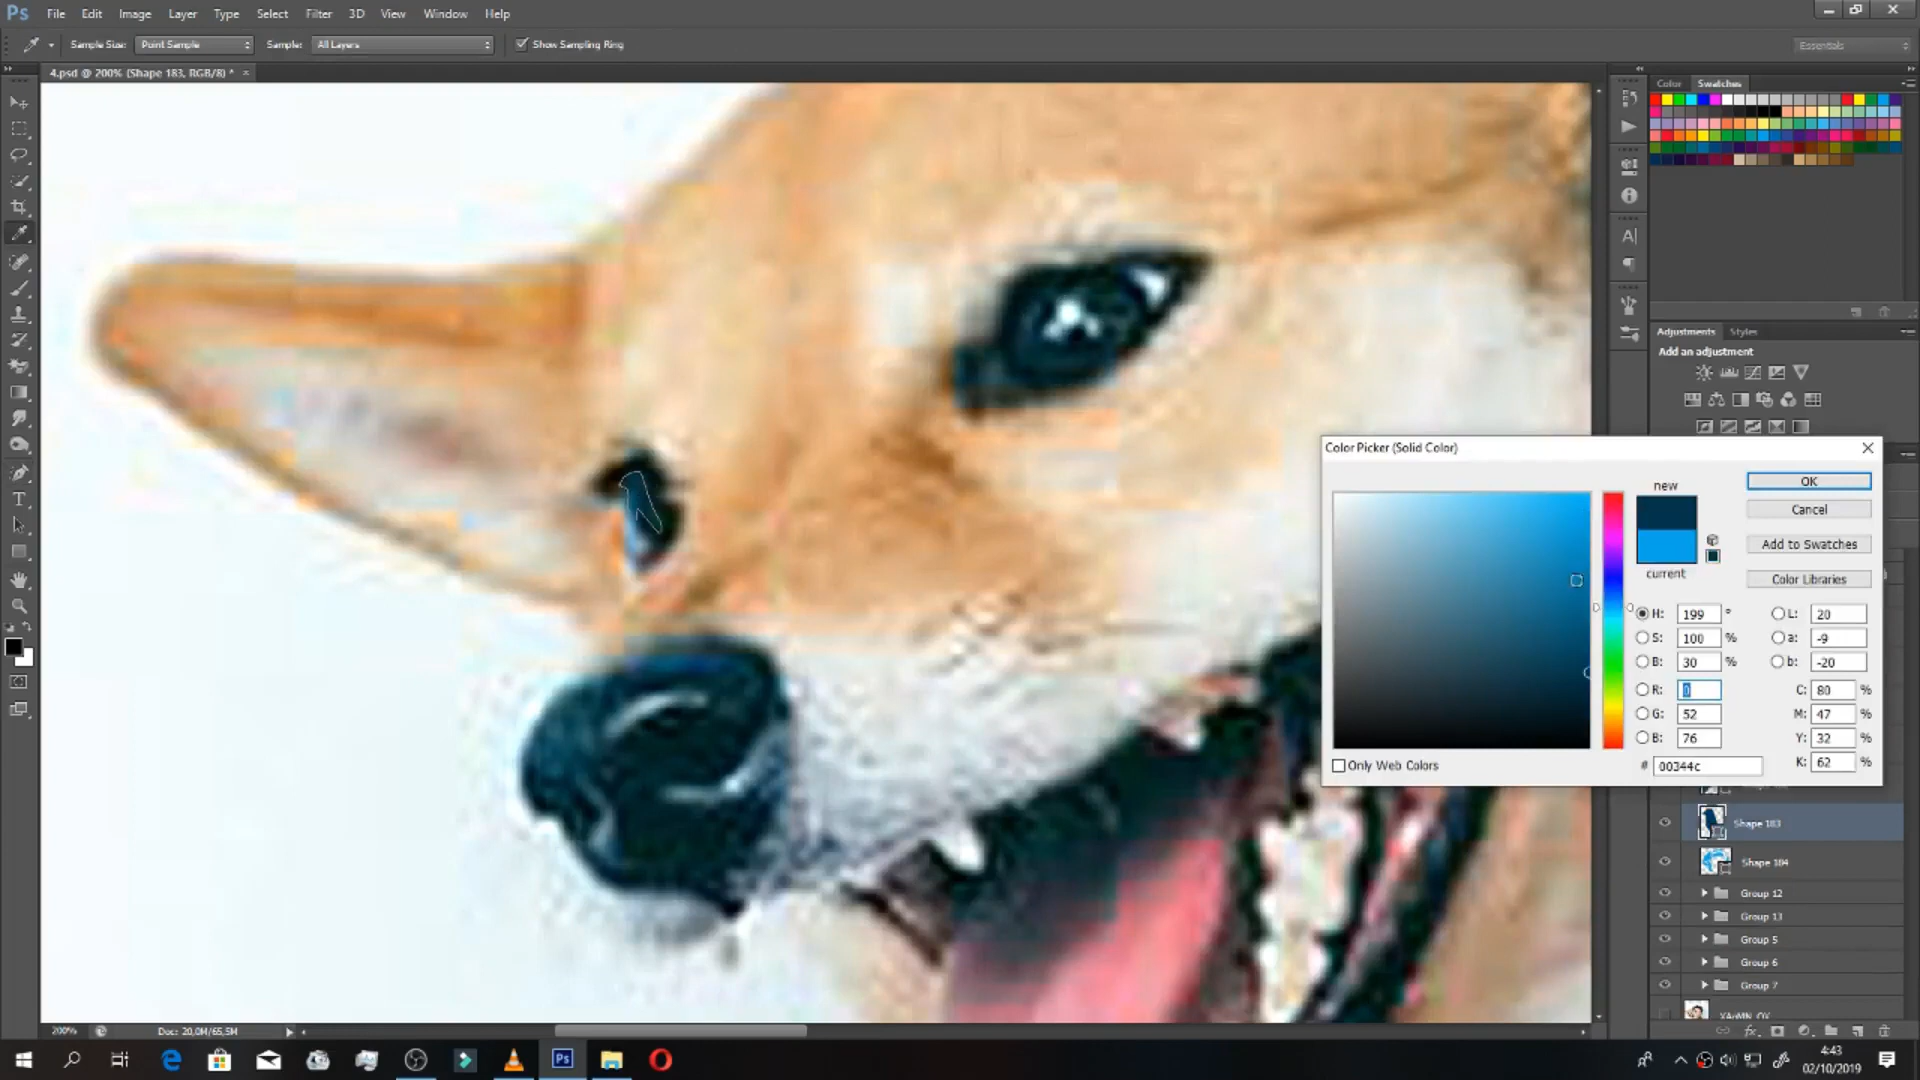 Ps File Edit Image Layer Type Select Filter 3D View Window Help
Sample Size: Point Sample Sample: All Layers Show Sampling Ring Essentials
4.psd @ 200% (Shape 183, RGB/8) * ×
Color Swatches
Adjustments Styles
Add an adjustment
Color Picker (Solid Color)
new
current
OK
Cancel
Add to Swatches
Color Libraries
H: 199 ° L: 20
S: 100 % a: -9
B: 30 % b: -20
R: 0 C: 80 %
G: 52 M: 47 %
B: 76 Y: 32 %
# 00344c K: 62 %
Only Web Colors
Shape 183
Shape 184
Group 12
Group 13
Group 5
Group 6
Group 7
200% Doc: 20,0M/65,5M
fx
Ps
4:43
02/10/2019